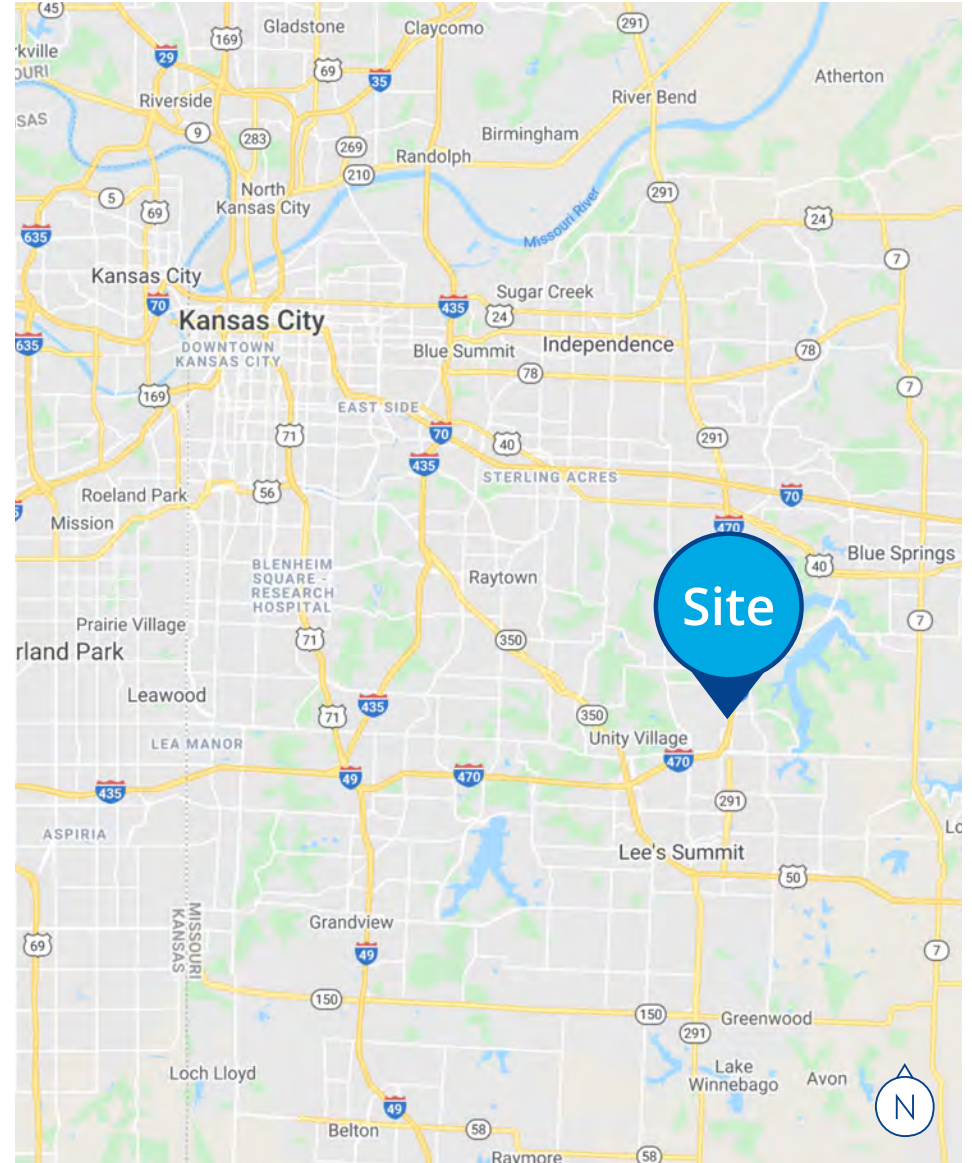 45
Gladstone
Claycomo
291
169
rkville
OURI
29
69
35
Atherton
Riverside
River Bend
SAS
9
283
269
Birmingham
Randolph
210
North
Kansas City
291
5
69
24
635
Missouri River
7
Kansas City
70
435
Sugar Creek
24
Kansas City
635
DOWNTOWN
KANSAS CITY
Blue Summit
Independence
78
78
169
7
EAST SIDE
71
70
40
291
435
STERLING ACRES
56
70
Roeland Park
Mission
470
BLENHEIM
SQUARE -
RESEARCH
HOSPITAL
Raytown
40
Blue Springs
Site
Prairie Village
71
350
7
rland Park
Leawood
435
71
350
Unity Village
LEA MANOR
49
470
470
435
291
ASPIRIA
Lo
Lee's Summit
50
MISSOURI
KANSAS
Grandview
69
49
7
150
150
Greenwood
291
Loch Lloyd
Lake
Winnebago
Avon
N
49
Belton
58
Raymore
58